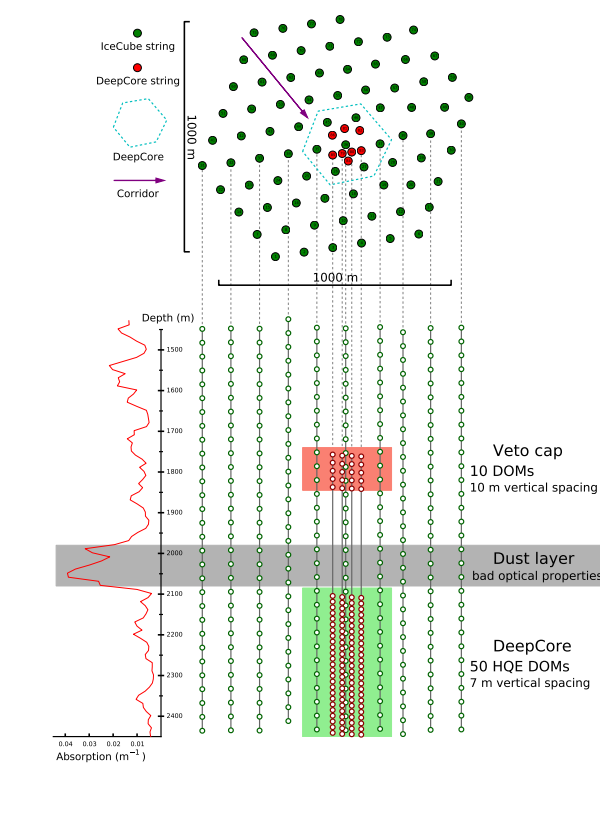 IceCube string
DeepCore string
DeepCore
Corridor
1000 m
1000 m
Depth (m)
1500
1600
1700
1800
1900
2000
2100
2200
2300
2400
Veto cap
10 DOMs
10 m vertical spacing
Dust layer
bad optical properties
DeepCore
50 HQE DOMs
7 m vertical spacing
0.04 0.03 0.02 0.01
Absorption (m⁻¹)